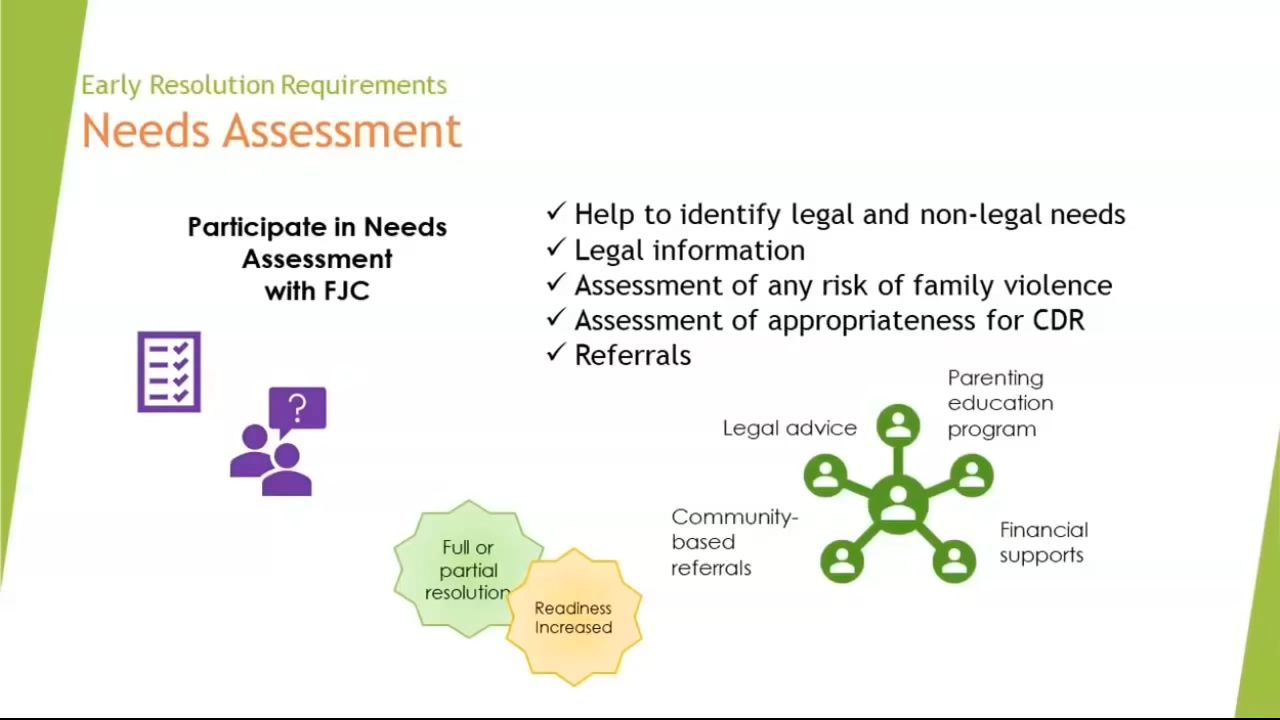 Early Resolution Requirements
Needs Assessment
Participate in Needs
Assessment
with FJC
✓ Help to identify legal and non-legal needs
✓ Legal information
✓ Assessment of any risk of family violence
✓ Assessment of appropriateness for CDR
✓ Referrals
?
Legal advice
Parenting
education
program
Community-
based
referrals
Financial
supports
Full or
partial
resolution
Readiness
Increased